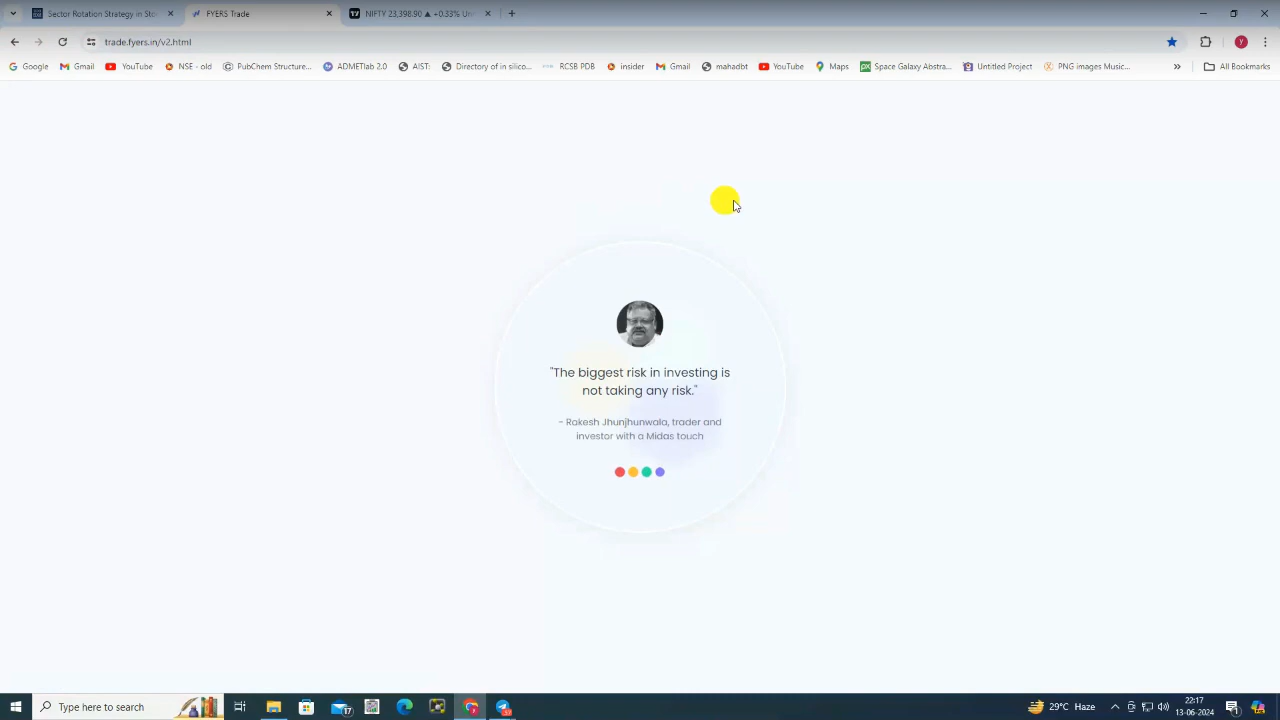 Sector Rotation Strategy in Sto
FYERS Trade
NIFTY 23,398.90 ▲ +0.33% Un
trade.fyers.in/v2.html
Google
Gmail
YouTube
NSE - old
PubChem Structure...
ADMETlab 2.0
AIST:
Directory of in silico...
RCSB PDB
insider
Gmail
mahadbt
YouTube
Maps
Space Galaxy Abstra...
Untitled Project
PNG images Music...
All Bookmarks
"The biggest risk in investing is
not taking any risk."
- Rakesh Jhunjhunwala, trader and
investor with a Midas touch
Type here to search
29°C Haze
22:17
13-06-2024